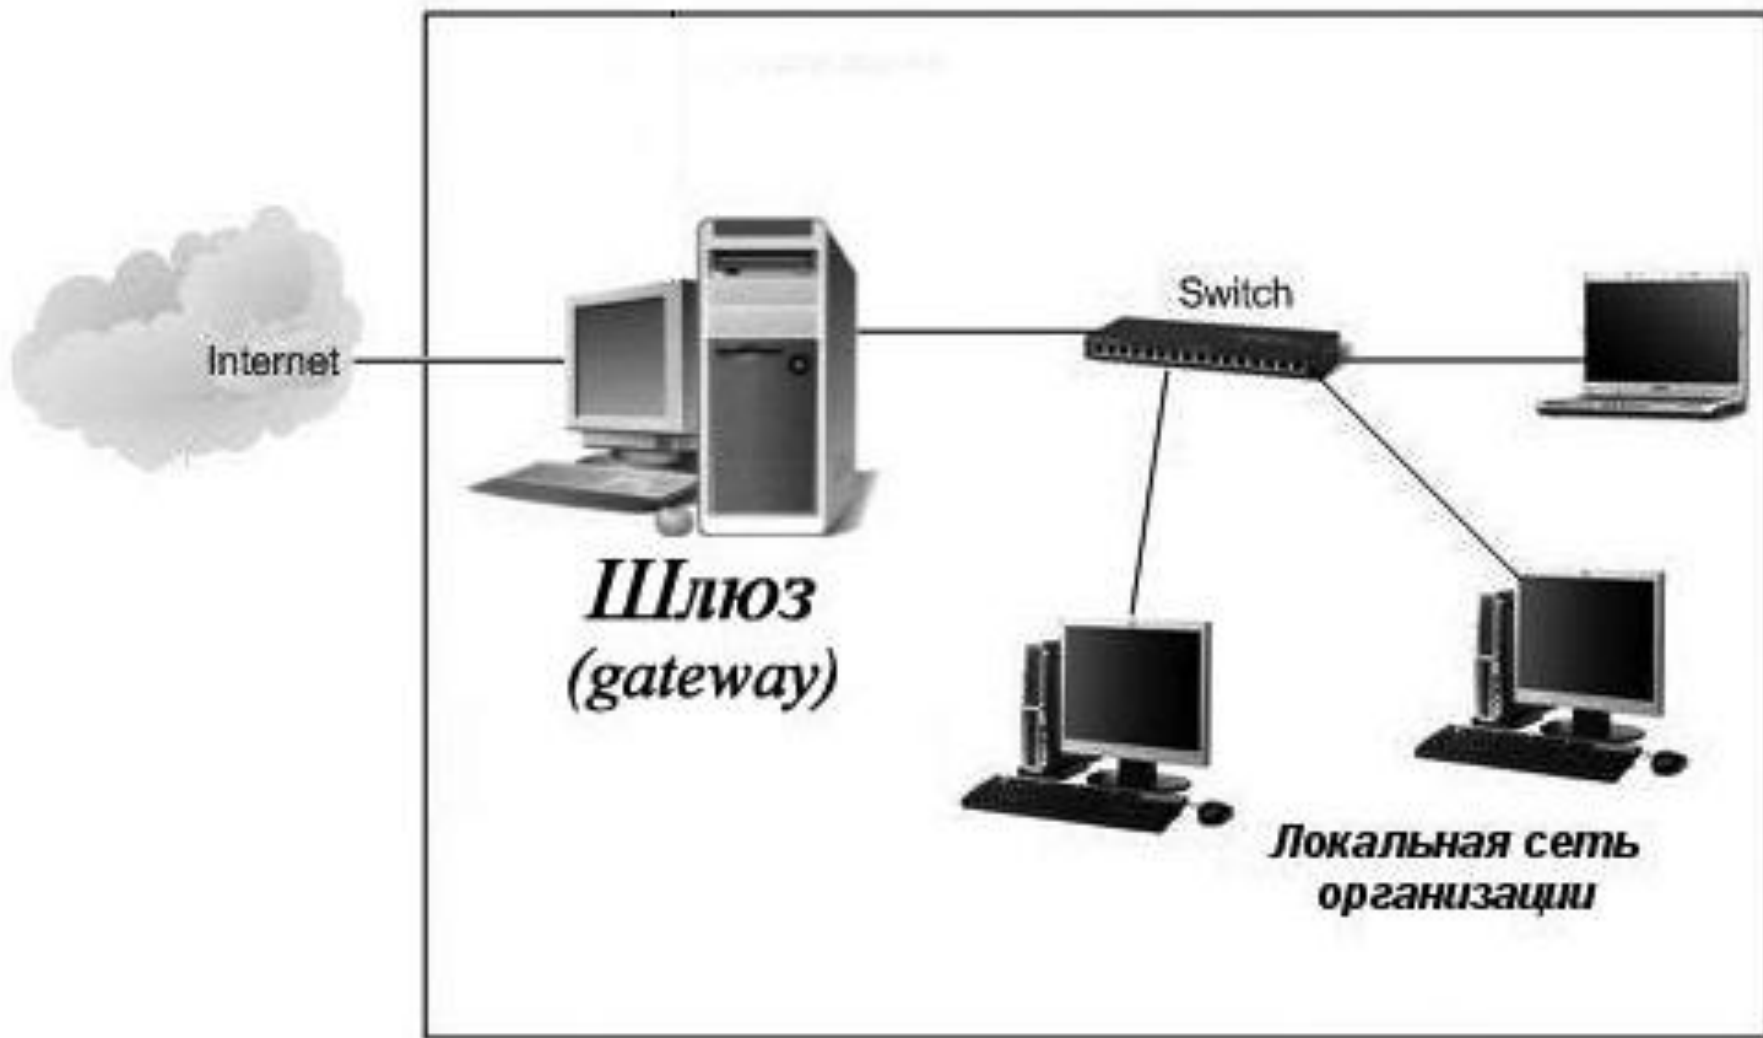 Internet
Switch
Шлюз
(gateway)
Локальная сеть
организации